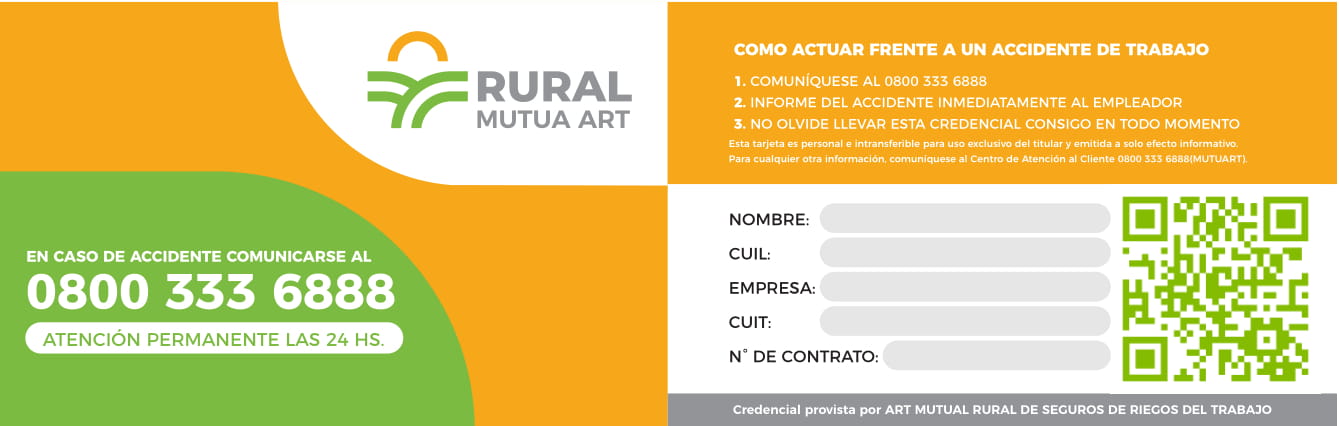 RURAL
MUTUA ART
EN CASO DE ACCIDENTE COMUNICARSE AL
0800 333 6888
ATENCIÓN PERMANENTE LAS 24 HS.
COMO ACTUAR FRENTE A UN ACCIDENTE DE TRABAJO
1. COMUNÍQUESE AL 0800 333 6888
2. INFORME DEL ACCIDENTE INMEDIATAMENTE AL EMPLEADOR
3. NO OLVIDE LLEVAR ESTA CREDENCIAL CONSIGO EN TODO MOMENTO
Esta tarjeta es personal e intransferible para uso exclusivo del titular y emitida a solo efecto informativo.
Para cualquier otra información, comuníquese al Centro de Atención al Cliente 0800 333 6888(MUTUART).
NOMBRE:
CUIL:
EMPRESA:
CUIT:
N° DE CONTRATO:
Credencial provista por ART MUTUAL RURAL DE SEGUROS DE RIEGOS DEL TRABAJO